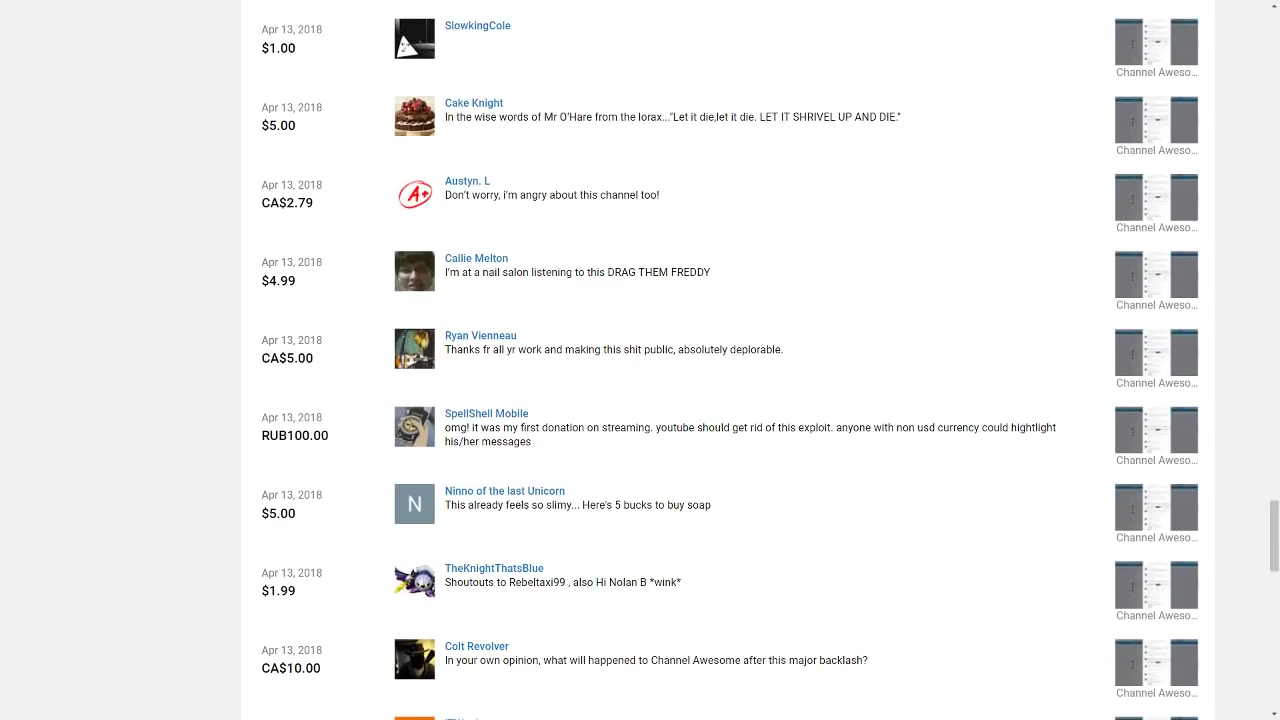 Apr 13, 2018
$1.00
SlowkingCole
Channel Aweso...
Apr 13, 2018
$5.00
Cake Knight
In the wise words of Mr O'Hare from the lorax..."Let it die,let it die. LET IT SHRIVEL UP AND DIE."
Channel Aweso...
Apr 13, 2018
CA$2.79
A+
Austyn. L
Don't worry, i'm angry about this channel too!
Channel Aweso...
Apr 13, 2018
$4.99
Callie Melton
I'm at a nail salon listening to this DRAG THEM FREDDY
Channel Aweso...
Apr 13, 2018
CA$5.00
Ryan Vienneau
Thanks fr all yr work and making this shit public, absolutely deplorable.
Channel Aweso...
Apr 13, 2018
RUB100.00
SpellShell Mobile
omg! it was my first donation on streaming. youtube should get rid of this exploit. anyone with non usd currency could hightlight
his/her messages
Channel Aweso...
Apr 13, 2018
$5.00
N
Ninno of the last Unicorn
This already feels so slimy... Here's 5 bucks to buy soap
Channel Aweso...
Apr 13, 2018
$1.99
TheKnightThatsBlue
Shoutouts to Rebeltaxi99 , also Hi Nolan B *wink*
Channel Aweso...
Apr 13, 2018
CA$10.00
Colt Revolver
In your own opinion, what will happened to Channel Awesome after this major backlash?
Channel Aweso...